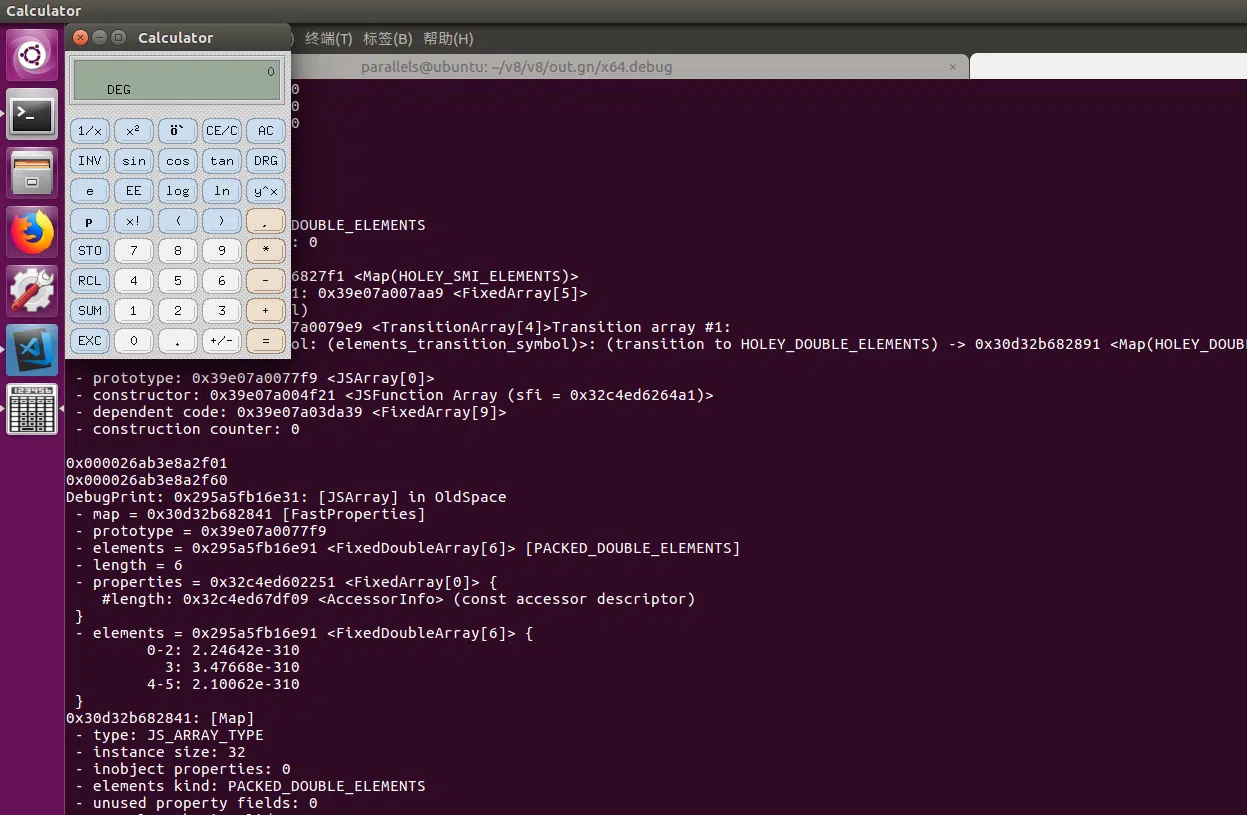 Calculator
Calculator
) 终端(T) 标签(B) 帮助(H)
parallels@ubuntu: ~/v8/v8/out.gn/x64.debug ×
0
DEG
1/x x² ö` CE/C AC
INV sin cos tan DRG
e EE log ln y^x
p x! ( ) ,
STO 7 8 9 *
RCL 4 5 6 -
SUM 1 2 3 +
EXC 0 . +/- =
0
0
0
DOUBLE_ELEMENTS
: 0
6827f1 <Map(HOLEY_SMI_ELEMENTS)>
1: 0x39e07a007aa9 <FixedArray[5]>
l)
7a0079e9 <TransitionArray[4]>Transition array #1:
ol: (elements_transition_symbol)>: (transition to HOLEY_DOUBLE_ELEMENTS) -> 0x30d32b682891 <Map(HOLEY_DOUB
- prototype: 0x39e07a0077f9 <JSArray[0]>
- constructor: 0x39e07a004f21 <JSFunction Array (sfi = 0x32c4ed6264a1)>
- dependent code: 0x39e07a03da39 <FixedArray[9]>
- construction counter: 0
0x000026ab3e8a2f01
0x000026ab3e8a2f60
DebugPrint: 0x295a5fb16e31: [JSArray] in OldSpace
- map = 0x30d32b682841 [FastProperties]
- prototype = 0x39e07a0077f9
- elements = 0x295a5fb16e91 <FixedDoubleArray[6]> [PACKED_DOUBLE_ELEMENTS]
- length = 6
- properties = 0x32c4ed602251 <FixedArray[0]> {
#length: 0x32c4ed67df09 <AccessorInfo> (const accessor descriptor)
}
- elements = 0x295a5fb16e91 <FixedDoubleArray[6]> {
0-2: 2.24642e-310
3: 3.47668e-310
4-5: 2.10062e-310
}
0x30d32b682841: [Map]
- type: JS_ARRAY_TYPE
- instance size: 32
- inobject properties: 0
- elements kind: PACKED_DOUBLE_ELEMENTS
- unused property fields: 0